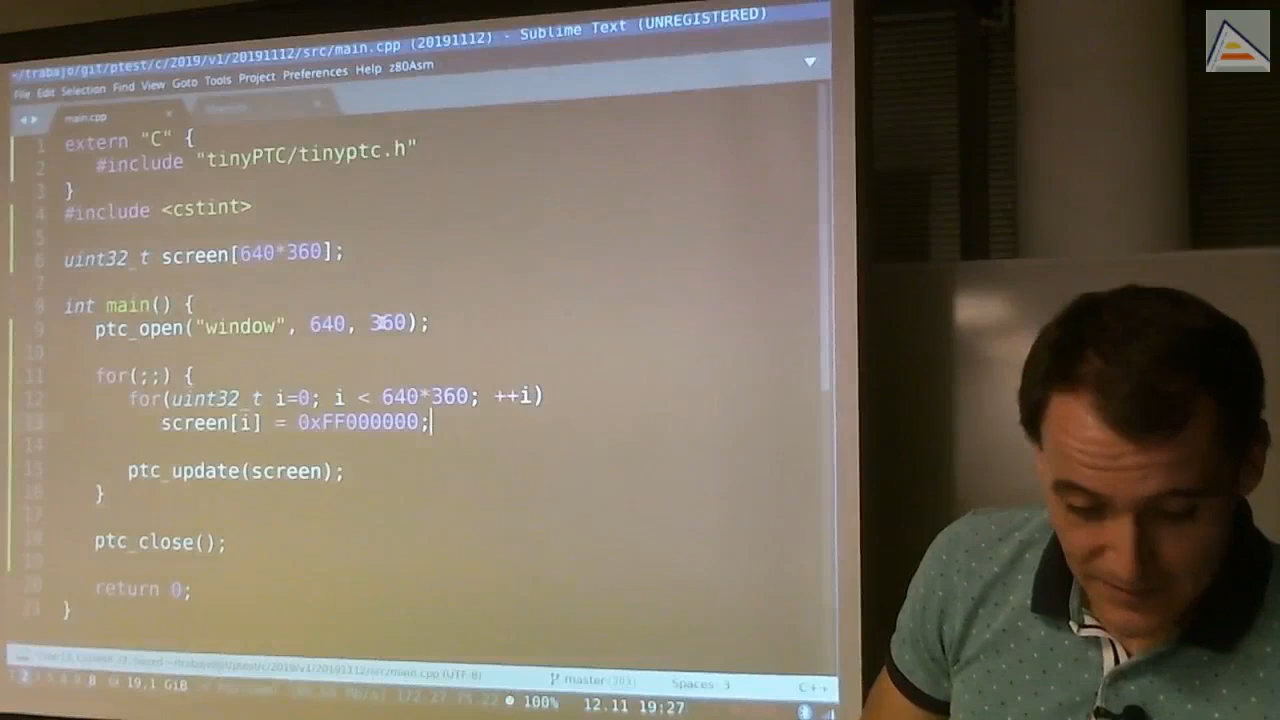 ~/trabajo/git/ptest/c/2019/v1/20191112/src/main.cpp (20191112) - Sublime Text (UNREGISTERED)
File Edit Selection Find View Goto Tools Project Preferences Help z80Asm
main.cpp
1 extern "C" {
2 #include "tinyPTC/tinyptc.h"
3 }
4 #include <cstint>
5
6 uint32_t screen[640*360];
7
8 int main() {
9 ptc_open("window", 640, 360);
10
11 for(;;) {
12 for(uint32_t i=0; i < 640*360; ++i)
13 screen[i] = 0xFF000000;
14
15 ptc_update(screen);
16 }
17
18 ptc_close();
19
20 return 0;
21 }
master
Spaces: 3
C++
19,1 GiB
100%
12.11 19:27